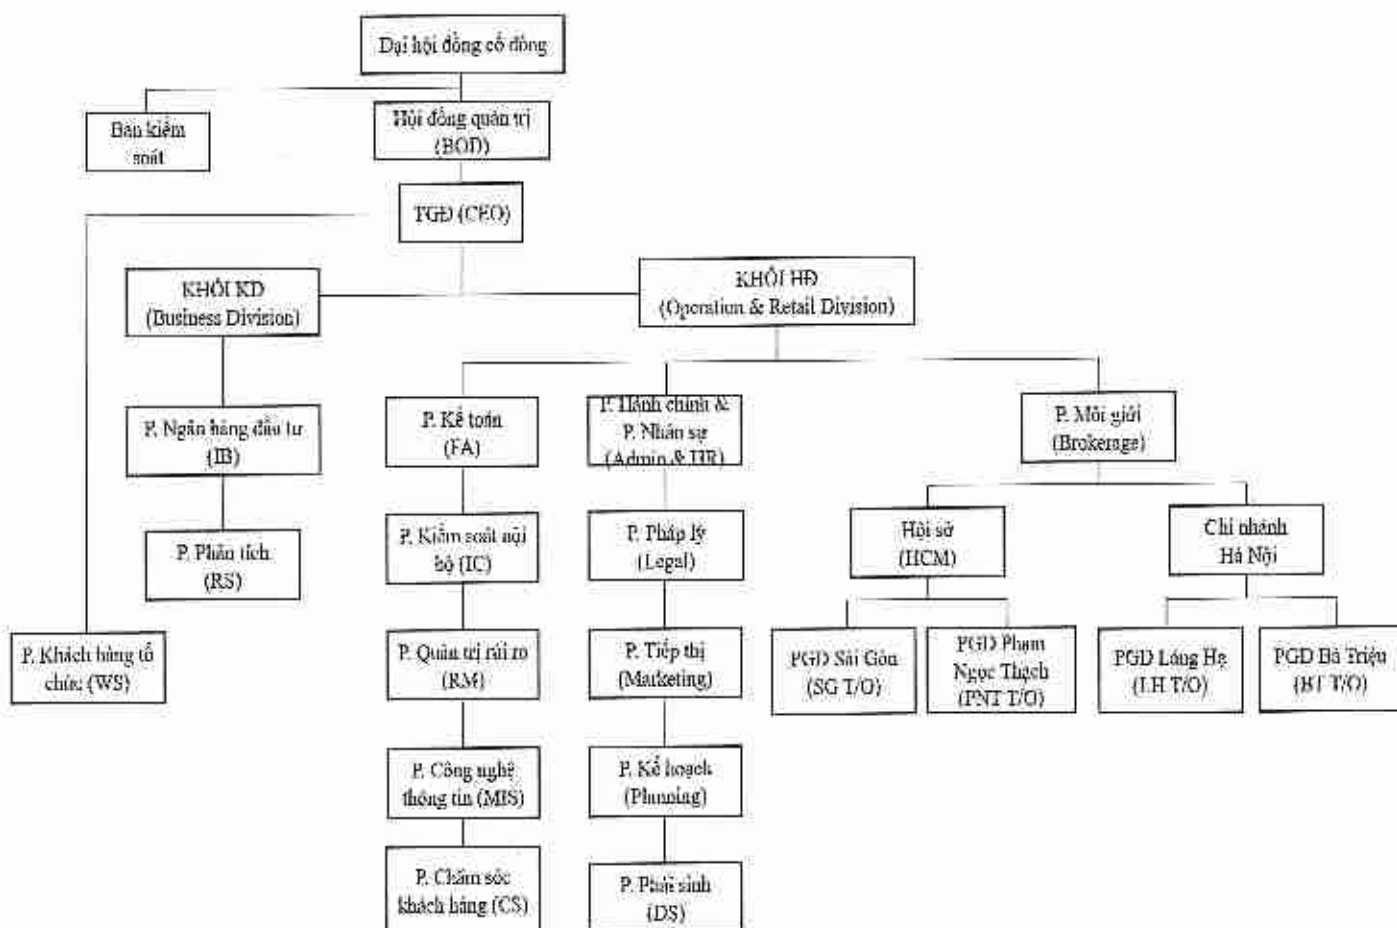 Đại hội đồng cổ đông
Ban kiểm
soát
Hội đồng quản trị
(BOD)
TGĐ (CEO)
KHỐI KD
(Business Division)
KHỐI HĐ
(Operation & Retail Division)
P. Ngân hàng đầu tư
(IB)
P. Kế toán
(FA)
P. Hành chính &
P. Nhân sự
(Admin & HR)
P. Môi giới
(Brokerage)
P. Phân tích
(RS)
P. Kiểm soát nội
bộ (IC)
P. Pháp lý
(Legal)
Hội sở
(HCM)
Chi nhánh
Hà Nội
P. Khách hàng tổ
chức (WS)
P. Quản trị rủi ro
(RM)
P. Tiếp thị
(Marketing)
PGD Sài Gòn
(SG T/O)
PGD Phạm
Ngọc Thạch
(PNT T/O)
PGD Láng Hạ
(LH T/O)
PGD Bà Triệu
(BT T/O)
P. Công nghệ
thông tin (MIS)
P. Kế hoạch
(Planning)
P. Chăm sóc
khách hàng (CS)
P. Phái sinh
(DS)